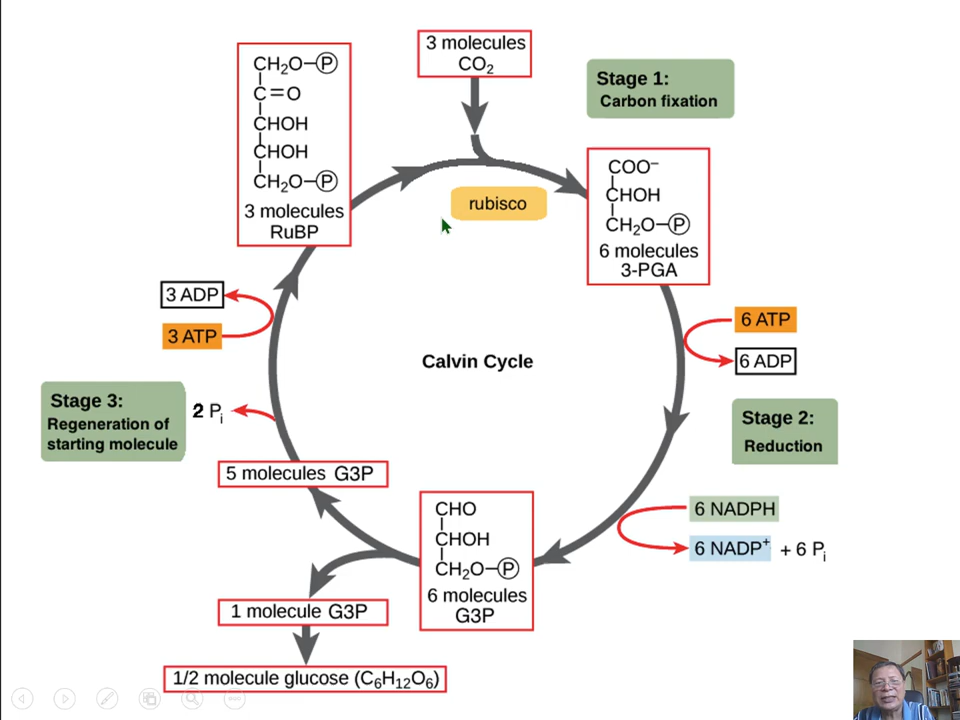 CH₂O–Ⓟ
C=O
CHOH
CHOH
CH₂O–Ⓟ
3 molecules
RuBP
3 molecules
CO₂
Stage 1:
Carbon fixation
rubisco
COO⁻
CHOH
CH₂O–Ⓟ
6 molecules
3-PGA
3 ADP
3 ATP
6 ATP
6 ADP
Calvin Cycle
Stage 3:
Regeneration of
starting molecule
2 Pᵢ
Stage 2:
Reduction
5 molecules G3P
6 NADPH
6 NADP⁺ + 6 Pᵢ
CHO
CHOH
CH₂O–Ⓟ
6 molecules
G3P
1 molecule G3P
1/2 molecule glucose (C₆H₁₂O₆)